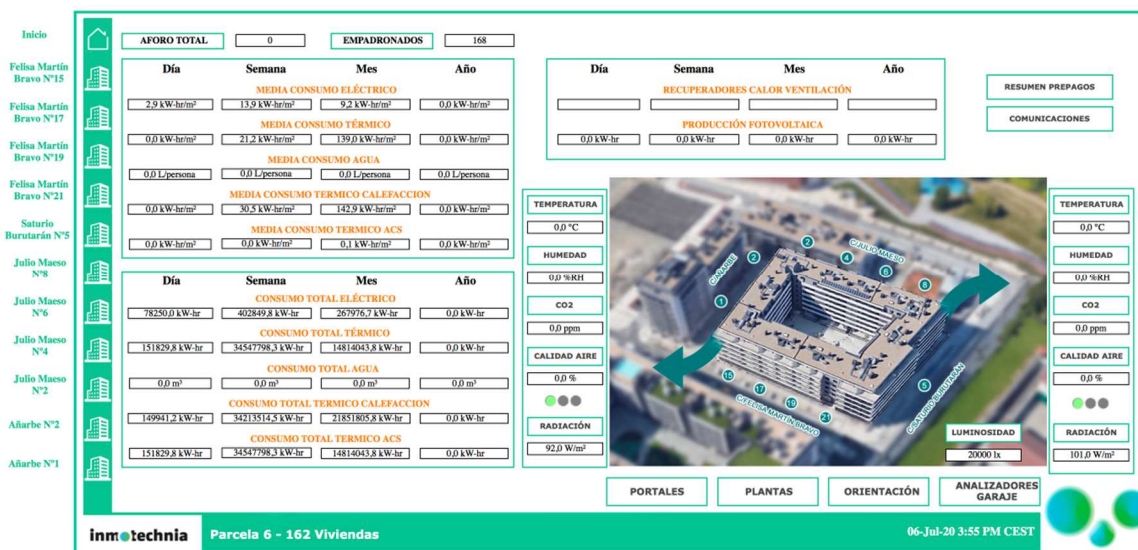 Inicio
Felisa Martín
Bravo Nº15
Felisa Martín
Bravo Nº17
Felisa Martín
Bravo Nº19
Felisa Martín
Bravo Nº21
Saturio
Burutarán Nº5
Julio Maeso
Nº8
Julio Maeso
Nº6
Julio Maeso
Nº4
Julio Maeso
Nº2
Añarbe Nº2
Añarbe Nº1
AFORO TOTAL 0 EMPADRONADOS 168
Día Semana Mes Año
MEDIA CONSUMO ELÉCTRICO
2,9 kW-hr/m² 13,9 kW-hr/m² 9,2 kW-hr/m² 0,0 kW-hr/m²
MEDIA CONSUMO TÉRMICO
0,0 kW-hr/m² 21,2 kW-hr/m² 139,0 kW-hr/m² 0,0 kW-hr/m²
MEDIA CONSUMO AGUA
0,0 L/persona 0,0 L/persona 0,0 L/persona 0,0 L/persona
MEDIA CONSUMO TERMICO CALEFACCION
0,0 kW-hr/m² 30,5 kW-hr/m² 142,9 kW-hr/m² 0,0 kW-hr/m²
MEDIA CONSUMO TERMICO ACS
0,0 kW-hr/m² 0,0 kW-hr/m² 0,1 kW-hr/m² 0,0 kW-hr/m²
Día Semana Mes Año
CONSUMO TOTAL ELÉCTRICO
78250,0 kW-hr 402849,8 kW-hr 267976,7 kW-hr 0,0 kW-hr
CONSUMO TOTAL TÉRMICO
151829,8 kW-hr 34547798,3 kW-hr 14814043,8 kW-hr 0,0 kW-hr
CONSUMO TOTAL AGUA
0,0 m³ 0,0 m³ 0,0 m³ 0,0 m³
CONSUMO TOTAL TERMICO CALEFACCION
149941,2 kW-hr 34213514,5 kW-hr 21851805,8 kW-hr 0,0 kW-hr
CONSUMO TOTAL TERMICO ACS
151829,8 kW-hr 34547798,3 kW-hr 14814043,8 kW-hr 0,0 kW-hr
Día Semana Mes Año
RECUPERADORES CALOR VENTILACIÓN
PRODUCCIÓN FOTOVOLTAICA
0,0 kW-hr 0,0 kW-hr 0,0 kW-hr 0,0 kW-hr
RESUMEN PREPAGOS
COMUNICACIONES
TEMPERATURA
0,0 °C
HUMEDAD
0,0 %RH
CO2
0,0 ppm
CALIDAD AIRE
0,0 %
RADIACIÓN
92,0 W/m²
C/AÑARBE
1
2
C/JULIO MAESO
2
4
6
8
C/FELISA MARTÍN BRAVO
15
17
19
21
C/SATURIO BURUTARÁN
5
LUMINOSIDAD
20000 lx
TEMPERATURA
0,0 °C
HUMEDAD
0,0 %RH
CO2
0,0 ppm
CALIDAD AIRE
0,0 %
RADIACIÓN
101,0 W/m²
PORTALES
PLANTAS
ORIENTACIÓN
ANALIZADORES
GARAJE
inmotechnia
Parcela 6 - 162 Viviendas
06-Jul-20 3:55 PM CEST